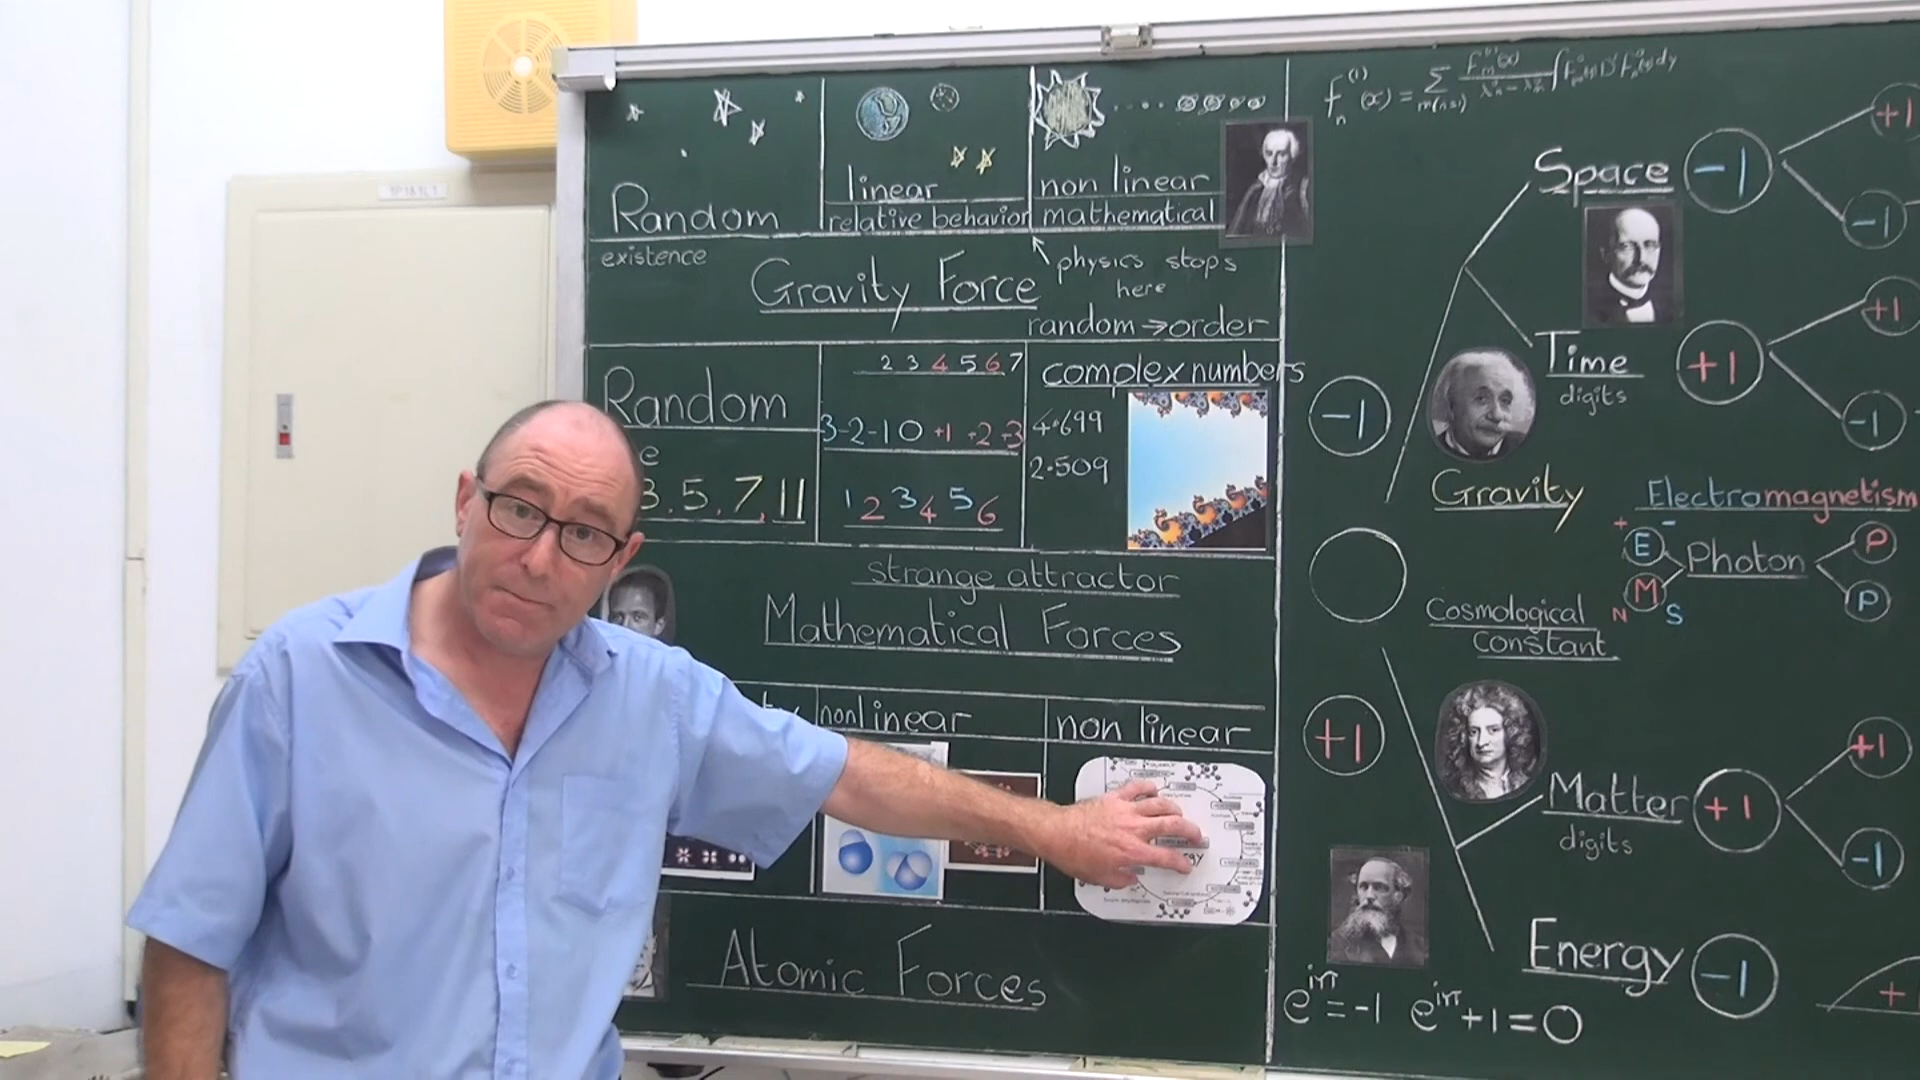 linear
non linear
Random
relative behavior
mathematical
existence
physics stops
here
Gravity Force
random → order
2 3 4 5 6 7
complex numbers
Random
3-2-1 0 +1 +2 +3
4.699
2.509
e
3.5.7,11
1 2 3 4 5 6
strange attractor
Mathematical Forces
nonlinear
non linear
Atomic Forces
Space
-1
+1
-1
Time
digits
+1
+1
-1
-1
Gravity
Electromagnetism
+ -
E
M
N S
Photon
P
P
Cosmological
Constant
+1
Matter
digits
+1
+1
-1
Energy
-1
+
e^iπ=-1 e^iπ+1=0